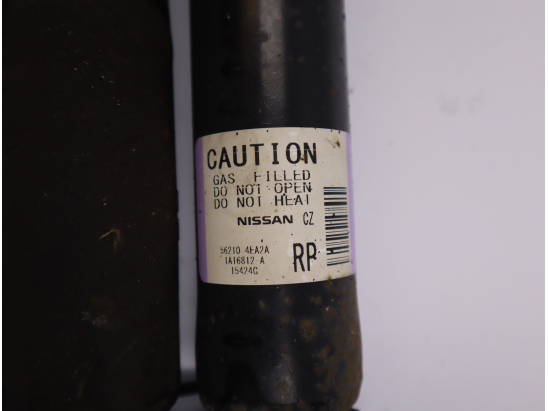 CAUTION
GAS FILLED
DO NOT OPEN
DO NOT HEAT
NISSAN CZ
56210 4EA2A
1A16812 A
15424G
RP